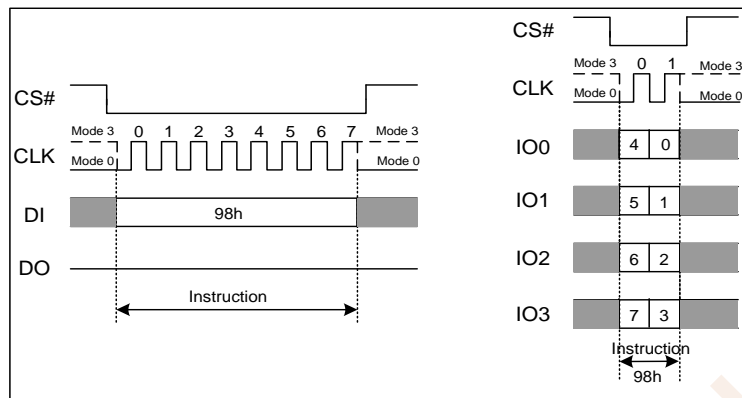 CS#
Mode 3 0 1 2 3 4 5 6 7 Mode 3
CLK
Mode 0 Mode 0
DI 98h
DO
Instruction
CS#
Mode 3 0 1 Mode 3
CLK
Mode 0 Mode 0
IO0 4 0
IO1 5 1
IO2 6 2
IO3 7 3
Instruction
98h